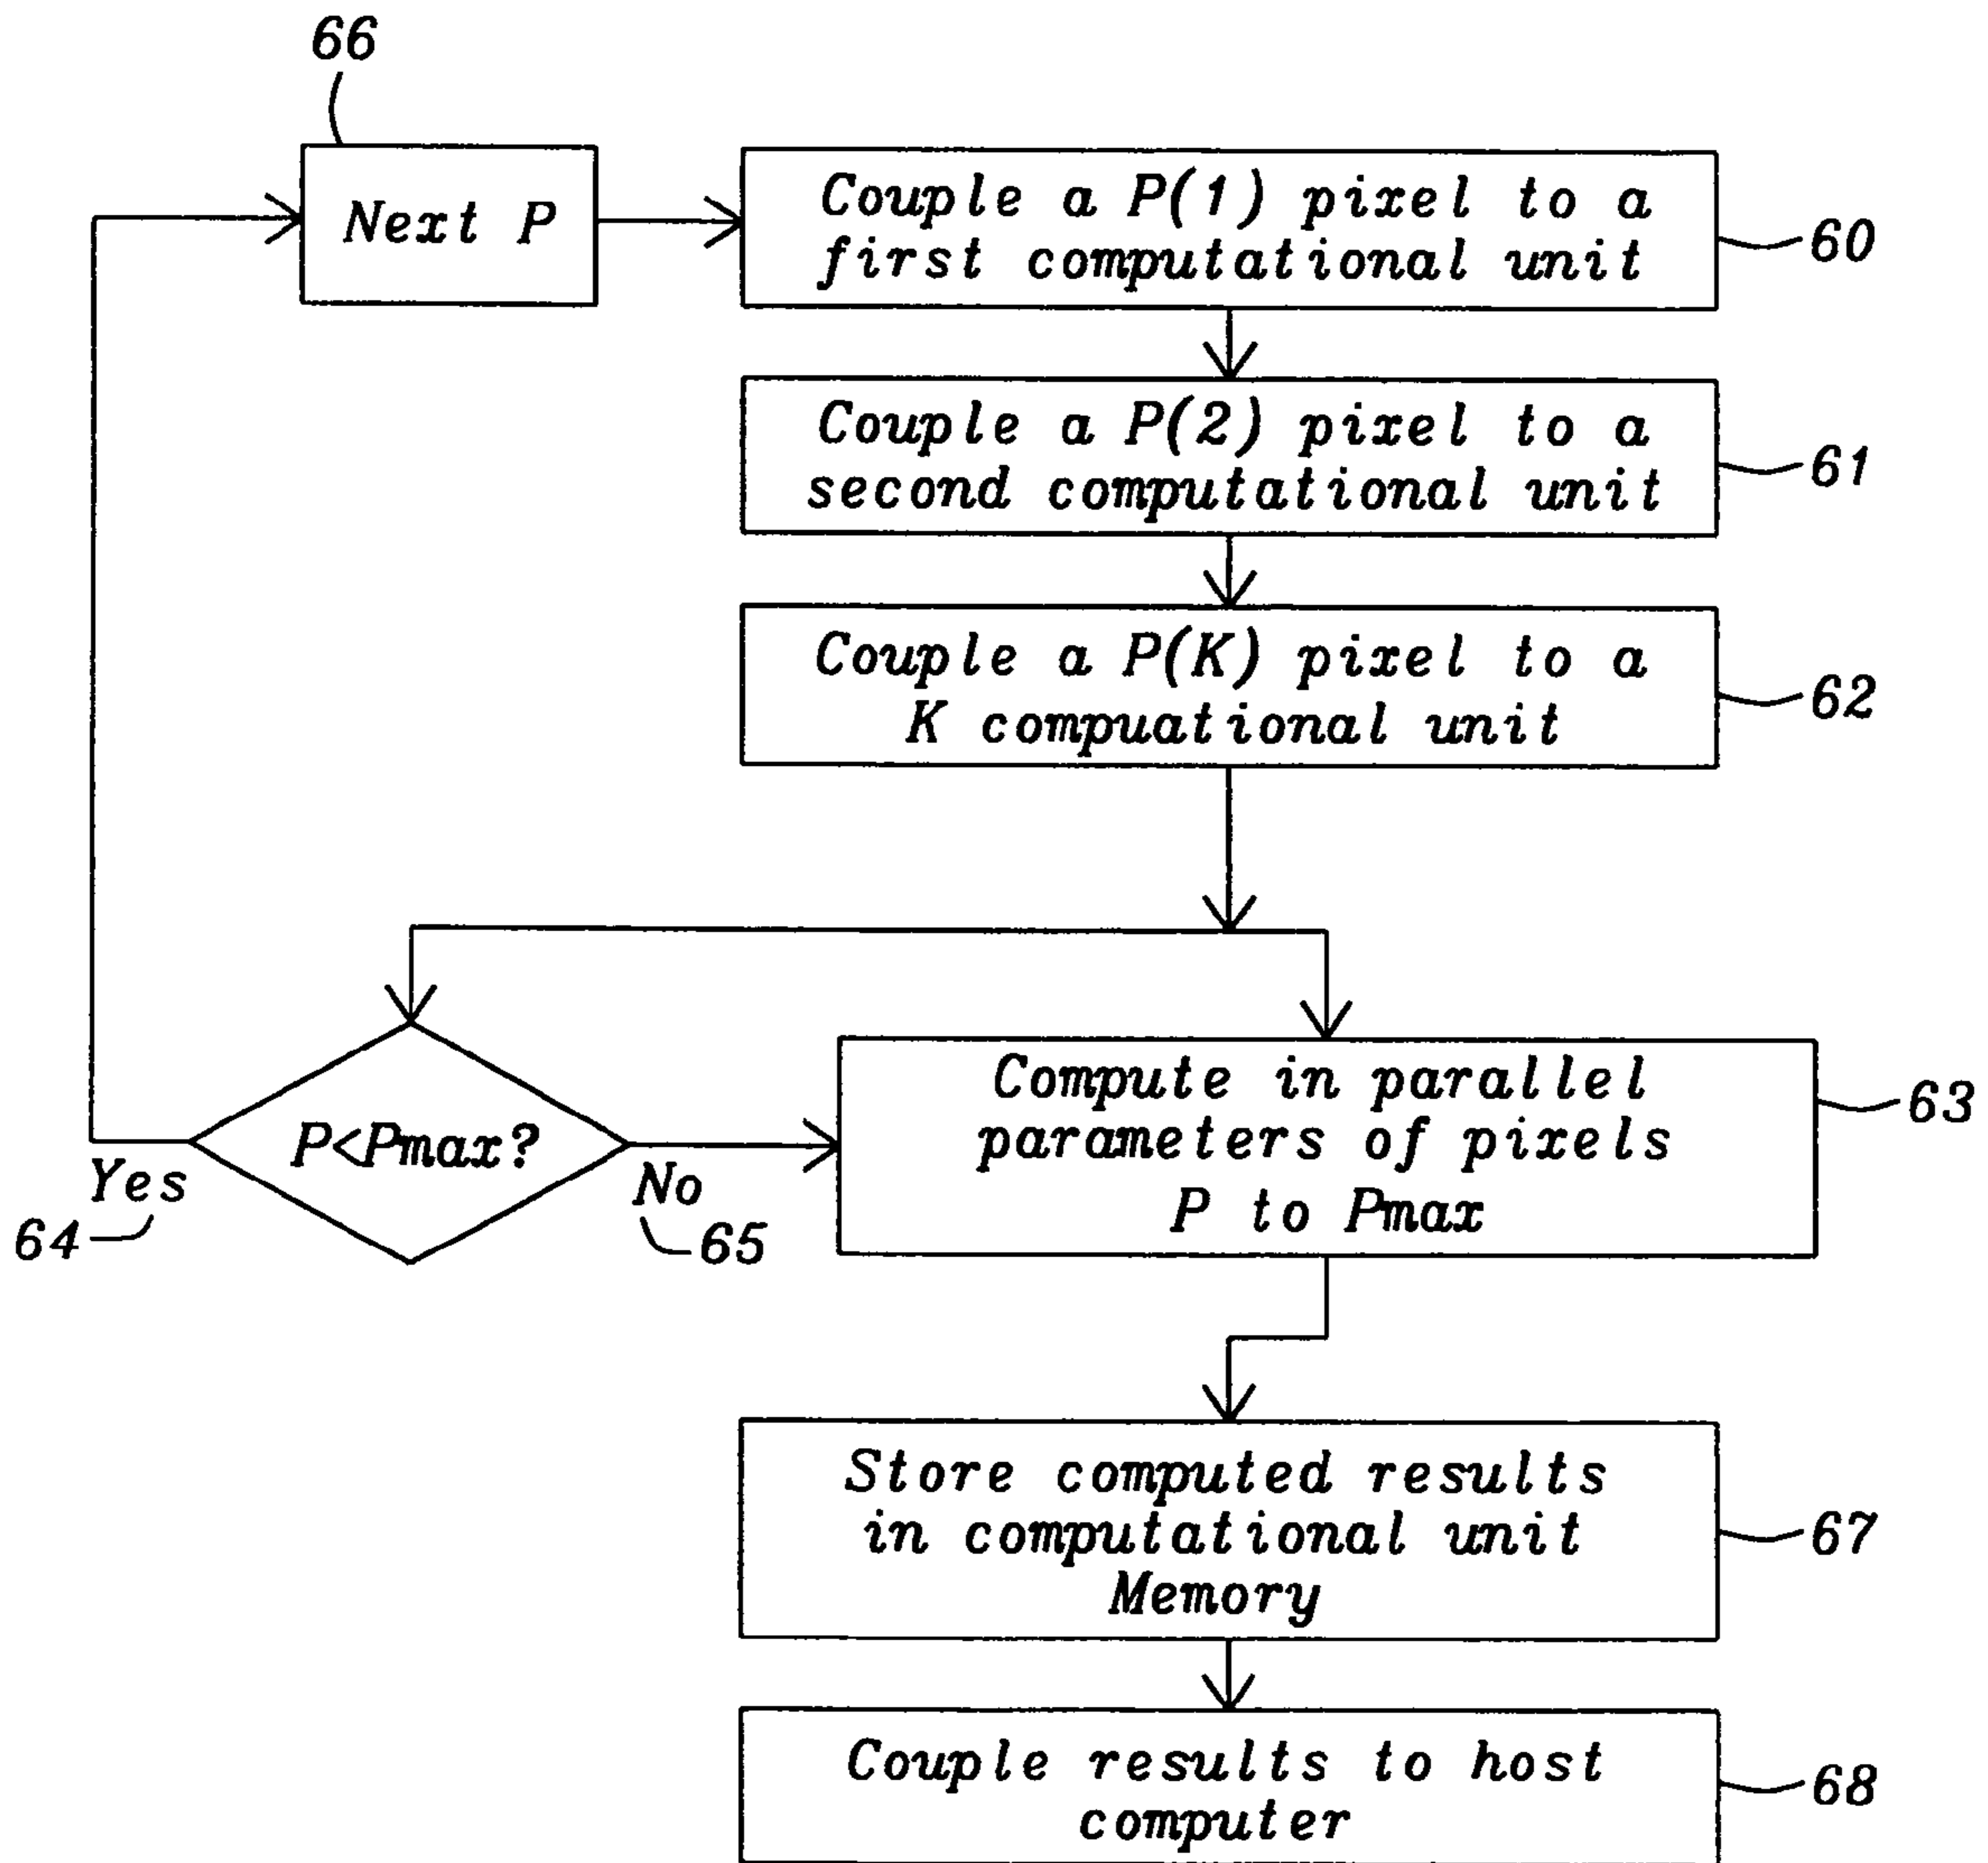 66
Next P
Couple a P(1) pixel to a
first computational unit
60
Couple a P(2) pixel to a
second computational unit
61
Couple a P(K) pixel to a
K compuational unit
62
P<Pmax?
Yes
64
No
65
Compute in parallel
parameters of pixels
P to Pmax
63
Store computed results
in computational unit
Memory
67
Couple results to host
computer
68